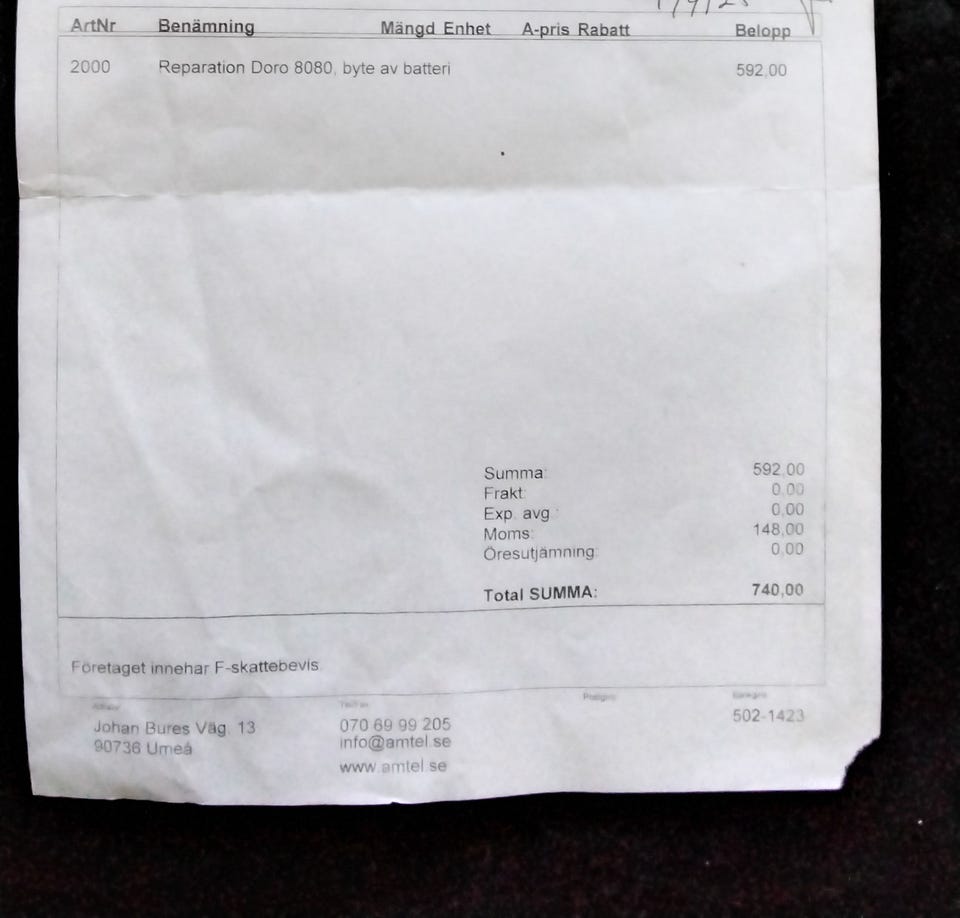 ArtNr Benämning Mängd Enhet A-pris Rabatt Belopp
2000 Reparation Doro 8080, byte av batteri 592,00
Summa: 592,00
Frakt: 0,00
Exp. avg.: 0,00
Moms: 148,00
Öresutjämning: 0,00
Total SUMMA: 740,00
Företaget innehar F-skattebevis
Postgiro Bankgiro
Johan Bures Väg. 13 070 69 99 205 502-1423
90736 Umeå info@amtel.se
www.amtel.se